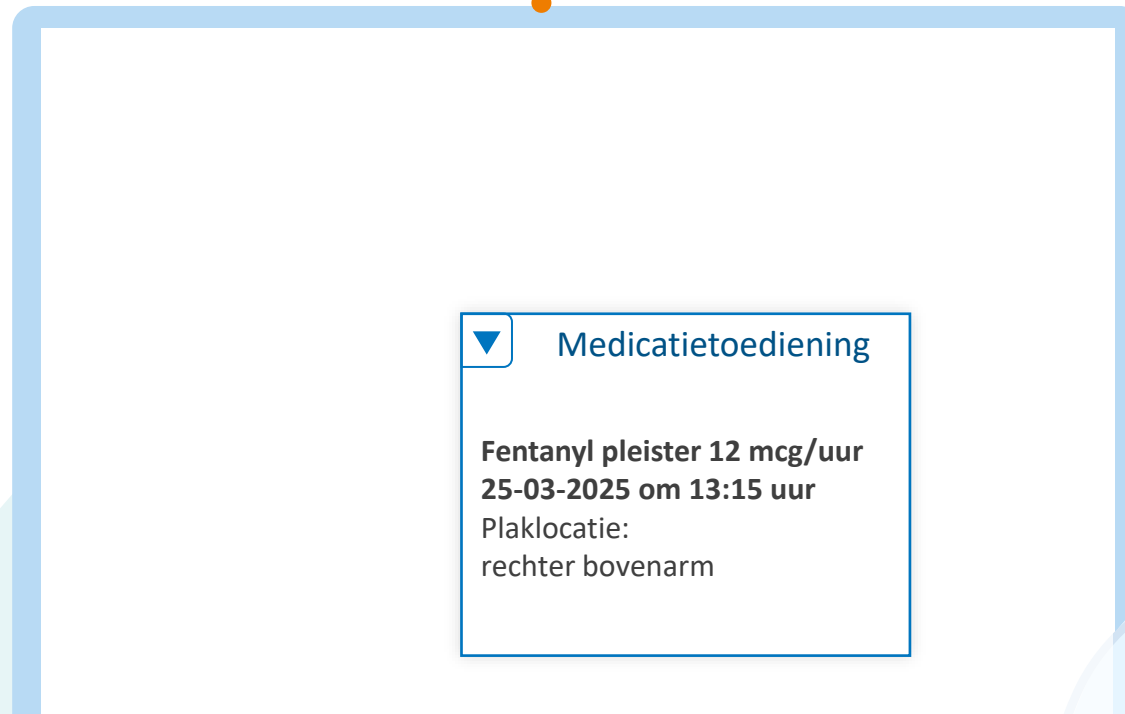 Medicatietoediening
Fentanyl pleister 12 mcg/uur
25-03-2025 om 13:15 uur
Plaklocatie:
rechter bovenarm